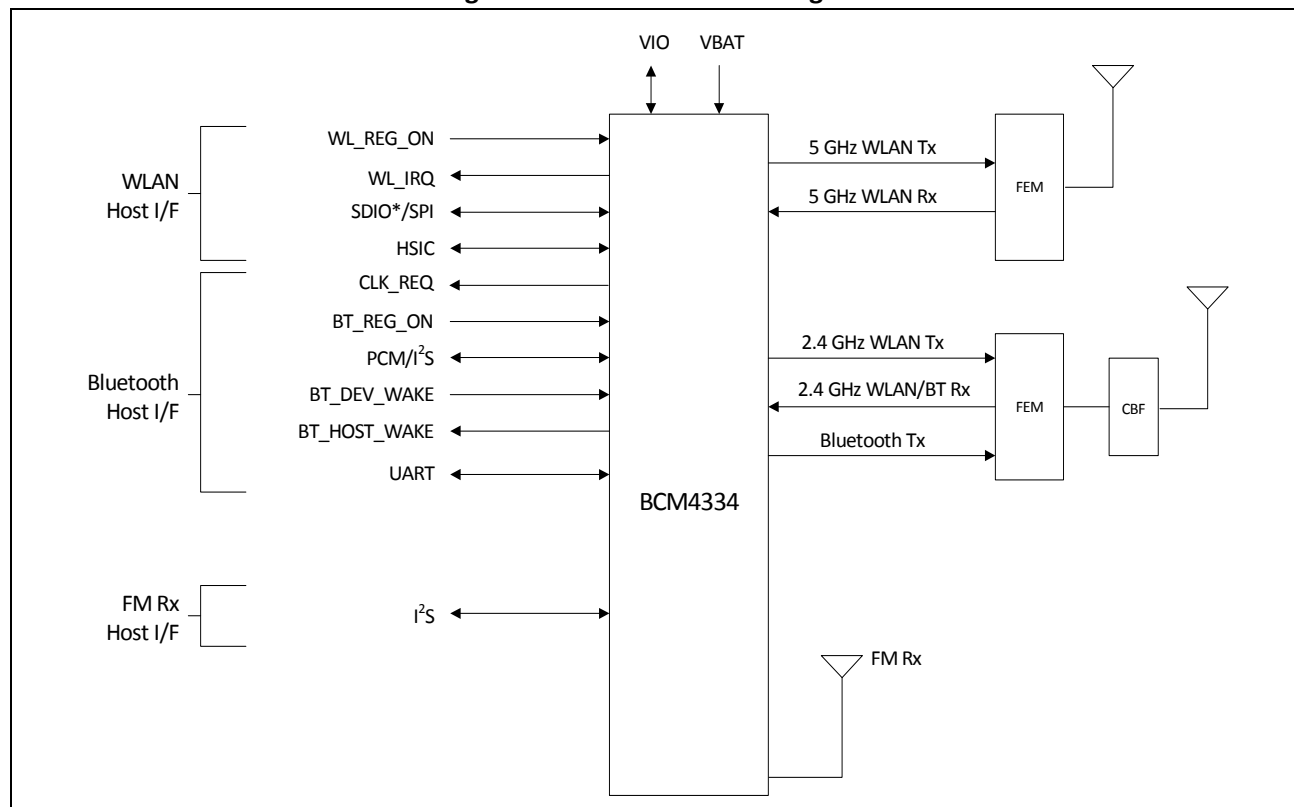 VIO VBAT
WL_REG_ON
WL_IRQ
SDIO*/SPI
HSIC
WLAN
Host I/F
CLK_REQ
BT_REG_ON
PCM/I²S
BT_DEV_WAKE
BT_HOST_WAKE
UART
Bluetooth
Host I/F
I²S
FM Rx
Host I/F
BCM4334
5 GHz WLAN Tx
5 GHz WLAN Rx
FEM
2.4 GHz WLAN Tx
2.4 GHz WLAN/BT Rx
Bluetooth Tx
FEM
CBF
FM Rx